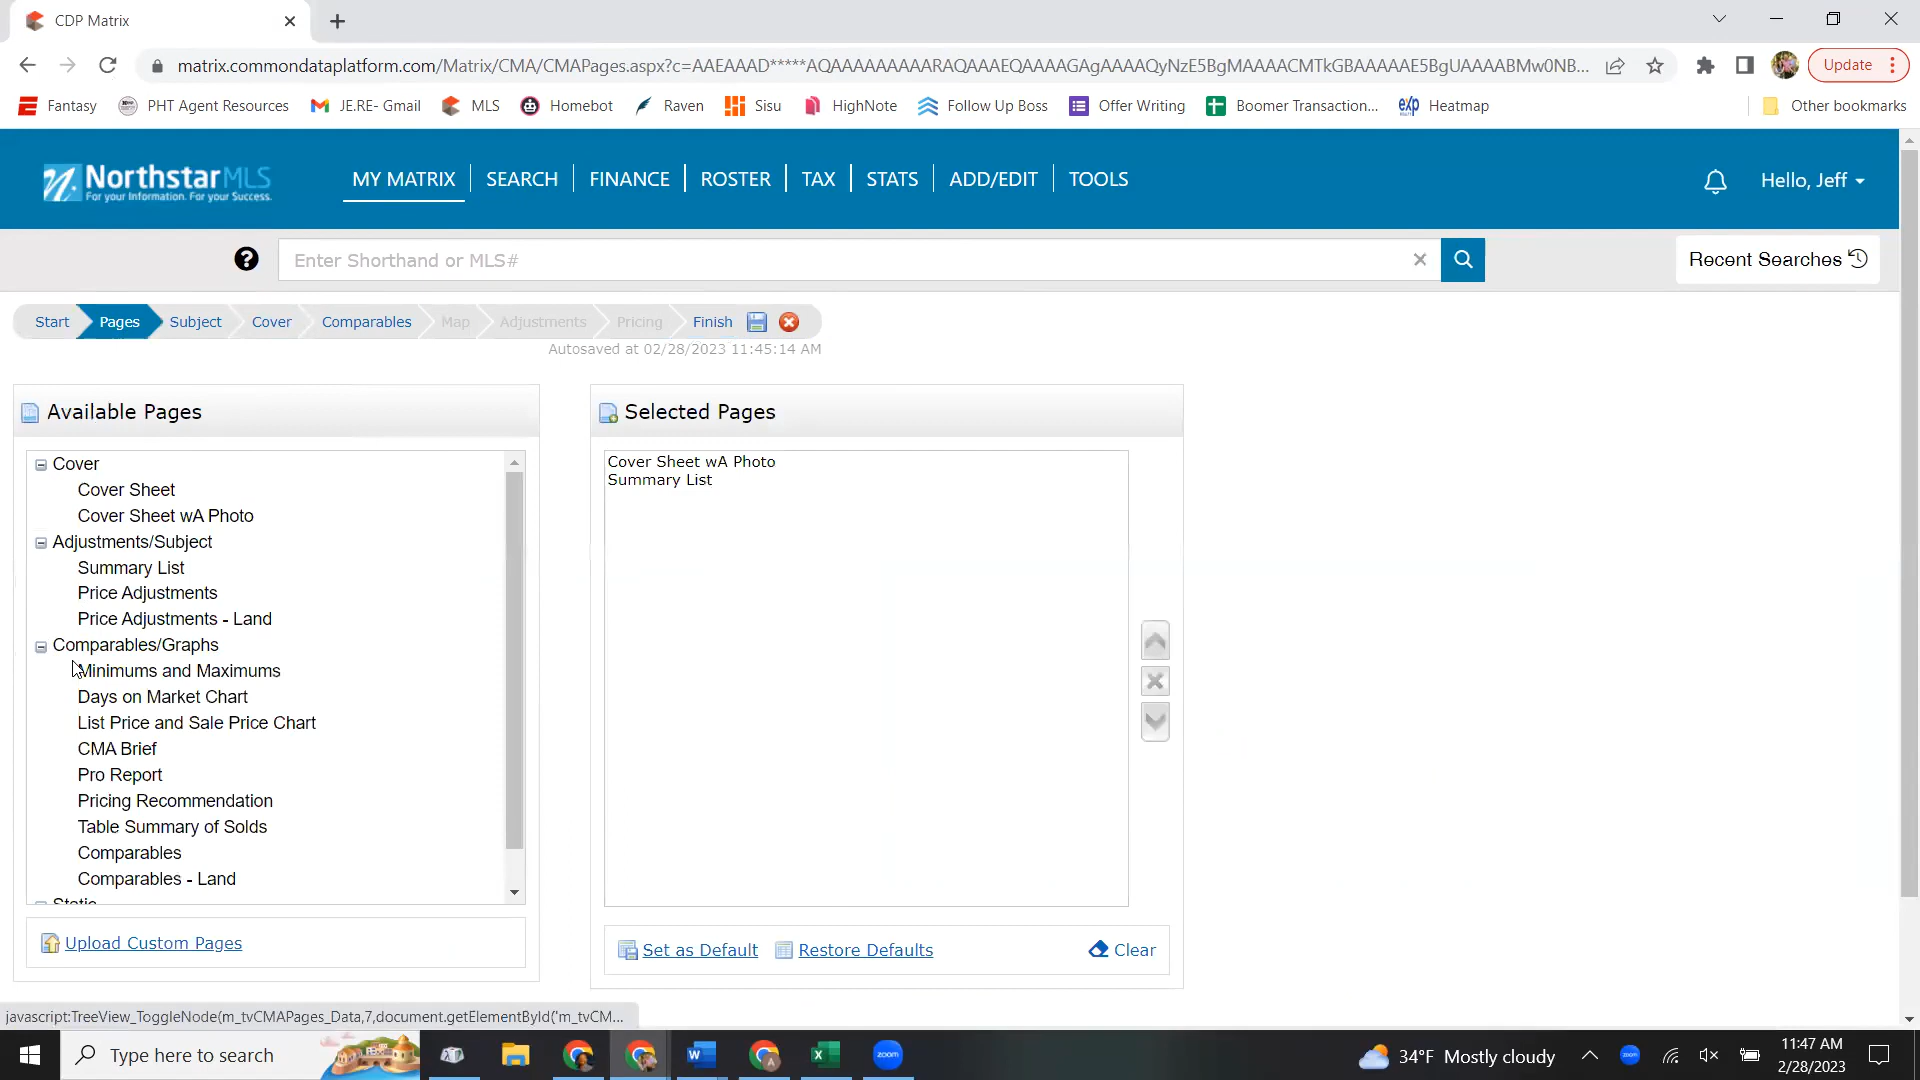 CDP Matrix
matrix.commondataplatform.com/Matrix/CMA/CMAPages.aspx?c=AAEAAAD*****AQAAAAAAAAARAQAAAEQAAAAGAgAAAAQyNzE5BgMAAAACMTkGBAAAAAE5BgUAAAABMw0NB...
Update
Fantasy
PHT Agent Resources
JE.RE- Gmail
MLS
Homebot
Raven
Sisu
HighNote
Follow Up Boss
Offer Writing
Boomer Transaction...
exp
Heatmap
Other bookmarks
NorthstarMLS
For your Information. For your Success.
MY MATRIX
SEARCH
FINANCE
ROSTER
TAX
STATS
ADD/EDIT
TOOLS
Hello, Jeff
Enter Shorthand or MLS#
Recent Searches
Start
Pages
Subject
Cover
Comparables
Map
Adjustments
Pricing
Finish
Autosaved at 02/28/2023 11:45:14 AM
Available Pages
Cover
Cover Sheet
Cover Sheet wA Photo
Adjustments/Subject
Summary List
Price Adjustments
Price Adjustments - Land
Comparables/Graphs
Minimums and Maximums
Days on Market Chart
List Price and Sale Price Chart
CMA Brief
Pro Report
Pricing Recommendation
Table Summary of Solds
Comparables
Comparables - Land
Static
Upload Custom Pages
Selected Pages
Cover Sheet wA Photo
Summary List
Set as Default
Restore Defaults
Clear
javascript:TreeView_ToggleNode(m_tvCMAPages_Data,7,document.getElementById('m_tvCM...
Type here to search
zoom
34°F Mostly cloudy
zoom
11:47 AM
2/28/2023